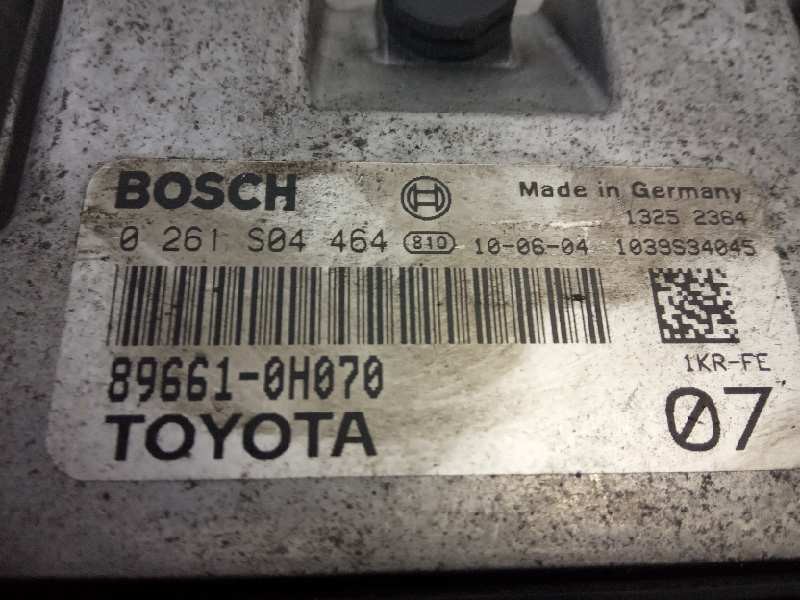 BOSCH
Made in Germany
1325 2364
0 261 S04 464 810 10-06-04 1039S34045
89661-0H070
1KR-FE
TOYOTA
07